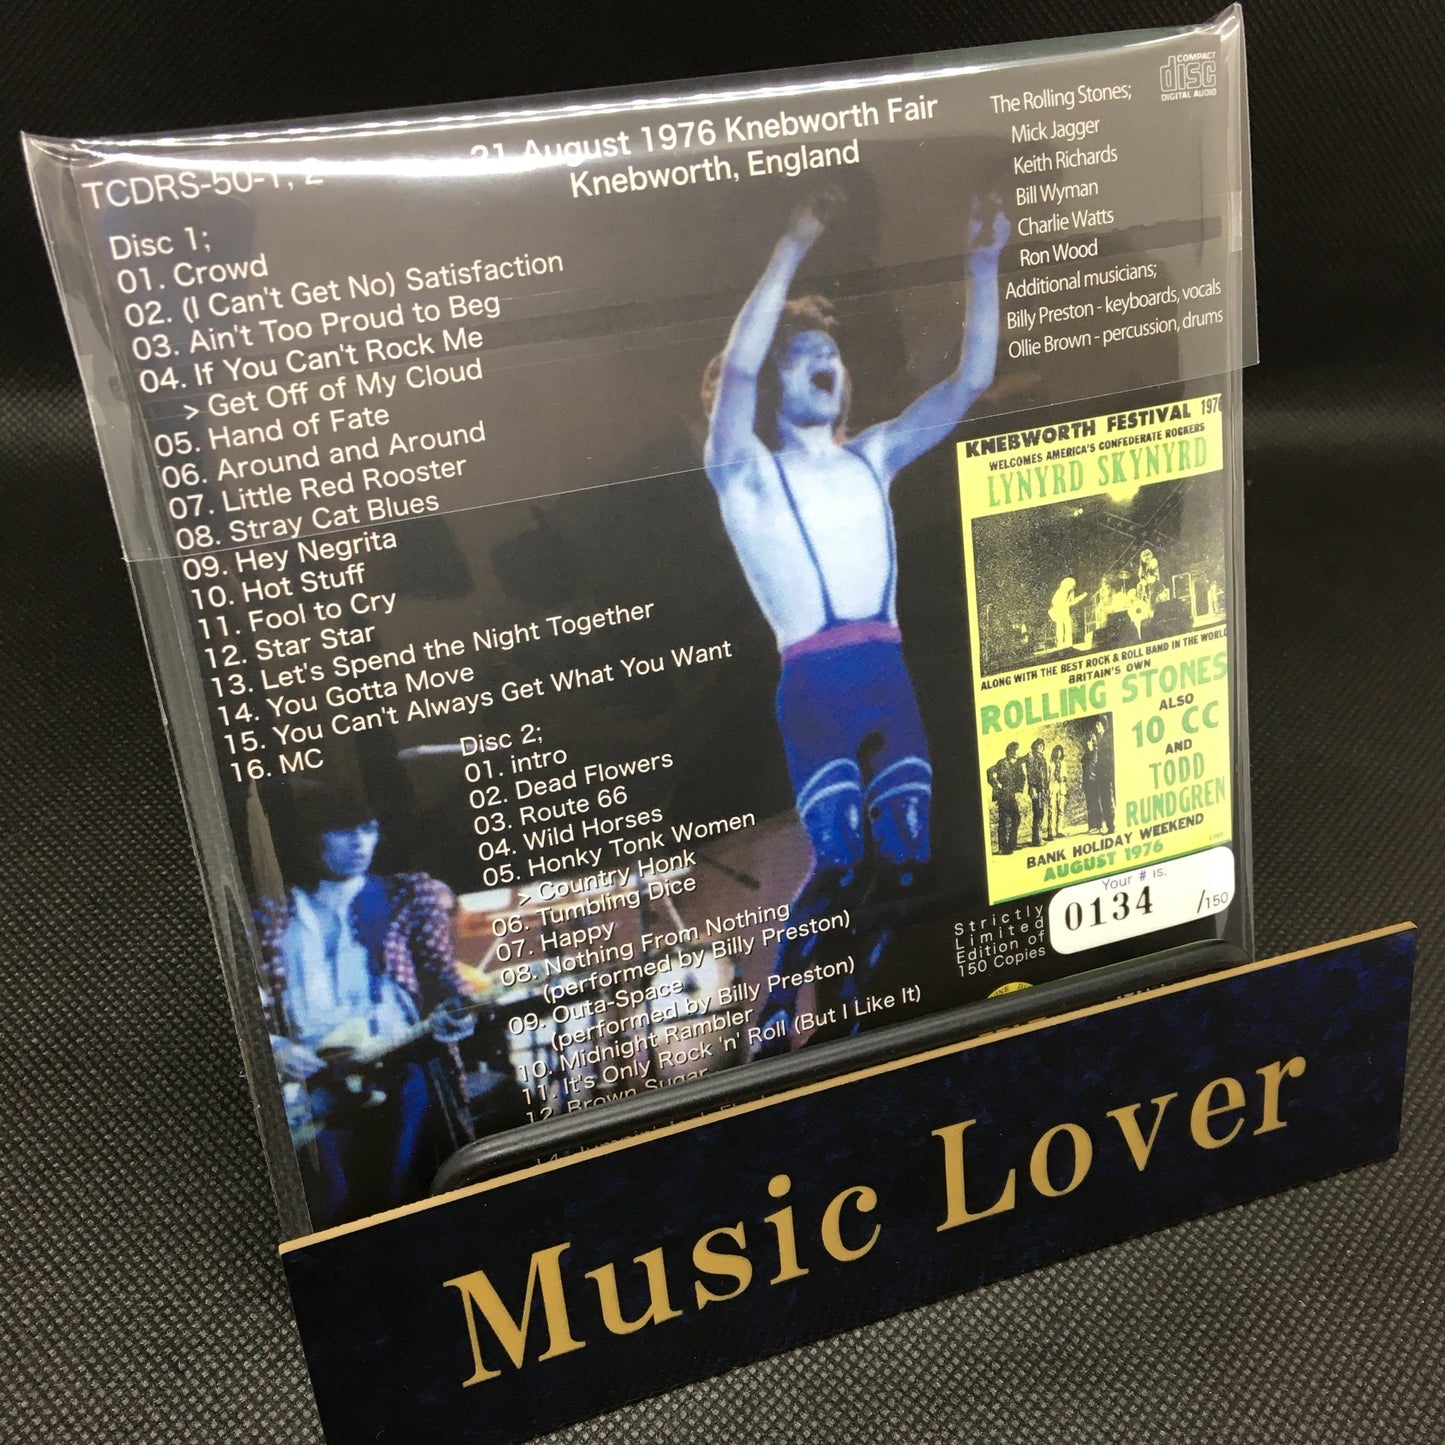 COMPACT
disc
DIGITAL AUDIO
21 August 1976 Knebworth Fair
Knebworth, England
TCDRS-50-1, 2
The Rolling Stones;
Mick Jagger
Keith Richards
Bill Wyman
Charlie Watts
Ron Wood
Additional musicians;
Billy Preston - keyboards, vocals
Ollie Brown - percussion, drums
Disc 1;
01. Crowd
02. (I Can't Get No) Satisfaction
03. Ain't Too Proud to Beg
04. If You Can't Rock Me
> Get Off of My Cloud
05. Hand of Fate
06. Around and Around
07. Little Red Rooster
08. Stray Cat Blues
09. Hey Negrita
10. Hot Stuff
11. Fool to Cry
12. Star Star
13. Let's Spend the Night Together
14. You Gotta Move
15. You Can't Always Get What You Want
16. MC
Disc 2;
01. intro
02. Dead Flowers
03. Route 66
04. Wild Horses
05. Honky Tonk Women
> Country Honk
06. Tumbling Dice
07. Happy
08. Nothing From Nothing
(performed by Billy Preston)
09. Outa-Space
(performed by Billy Preston)
10. Midnight Rambler
11. It's Only Rock 'n' Roll (But I Like It)
12. Brown Sugar
KNEBWORTH FESTIVAL 1976
WELCOMES AMERICA'S CONFEDERATE ROCKERS
LYNYRD SKYNYRD
ALONG WITH THE BEST ROCK & ROLL BAND IN THE WORLD
BRITAIN'S OWN
ROLLING STONES
ALSO
10 CC
AND
TODD
RUNDGREN
BANK HOLIDAY WEEKEND
AUGUST 1976
Strictly
Limited
Edition of
150 Copies
Your # is:
0134 /150
Music Lover